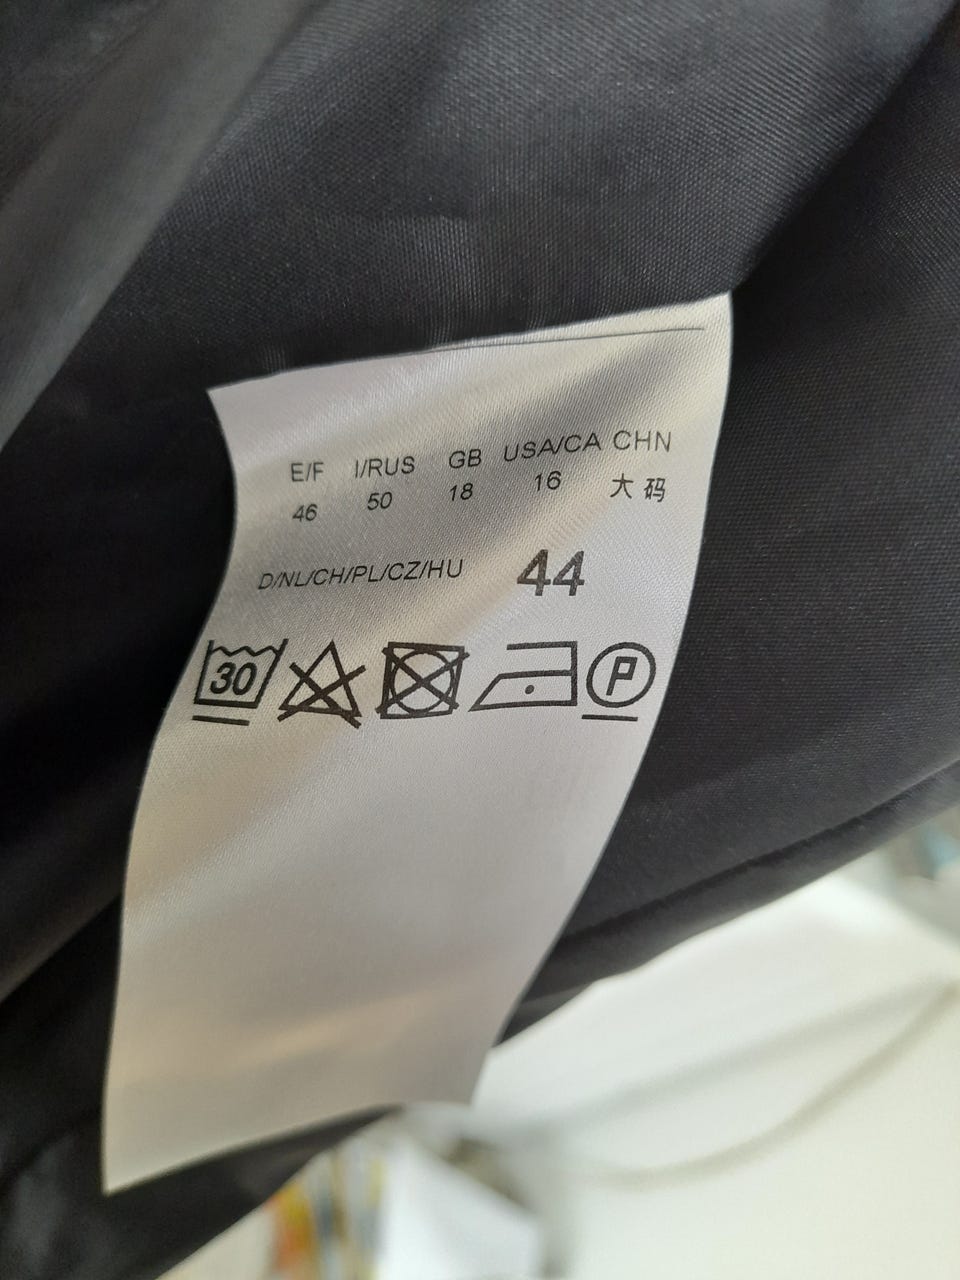 E/F I/RUS GB USA/CA CHN
46 50 18 16 大码
D/NL/CH/PL/CZ/HU 44
30 P